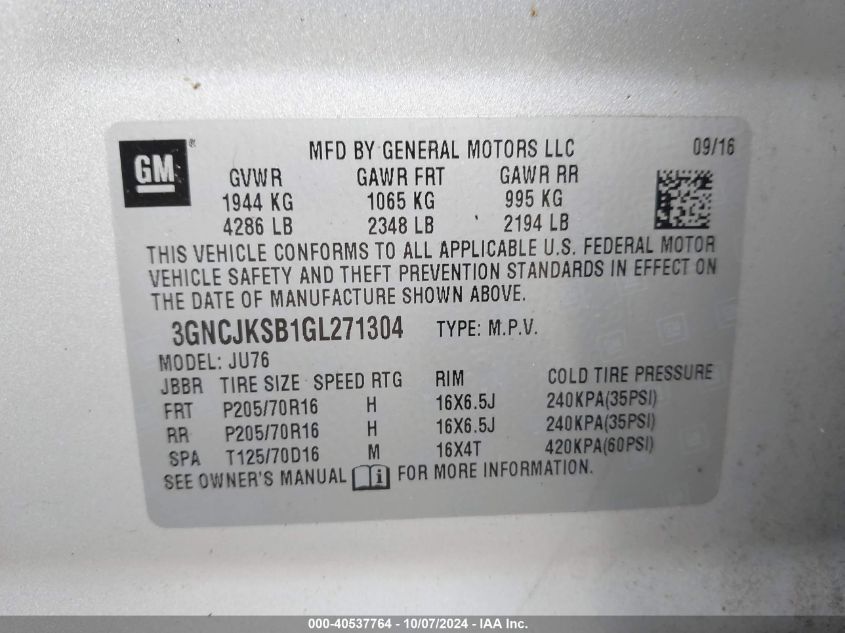 GM ® MFD BY GENERAL MOTORS LLC 09/16
GVWR GAWR FRT GAWR RR
1944 KG 1065 KG 995 KG
4286 LB 2348 LB 2194 LB
THIS VEHICLE CONFORMS TO ALL APPLICABLE U.S. FEDERAL MOTOR
VEHICLE SAFETY AND THEFT PREVENTION STANDARDS IN EFFECT ON
THE DATE OF MANUFACTURE SHOWN ABOVE.
3GNCJKSB1GL271304 TYPE: M.P.V.
MODEL: JU76
JBBR TIRE SIZE SPEED RTG RIM COLD TIRE PRESSURE
FRT P205/70R16 H 16X6.5J 240KPA(35PSI)
RR P205/70R16 H 16X6.5J 240KPA(35PSI)
SPA T125/70D16 M 16X4T 420KPA(60PSI)
SEE OWNER'S MANUAL i FOR MORE INFORMATION.
000-40537764 - 10/07/2024 - IAA Inc.